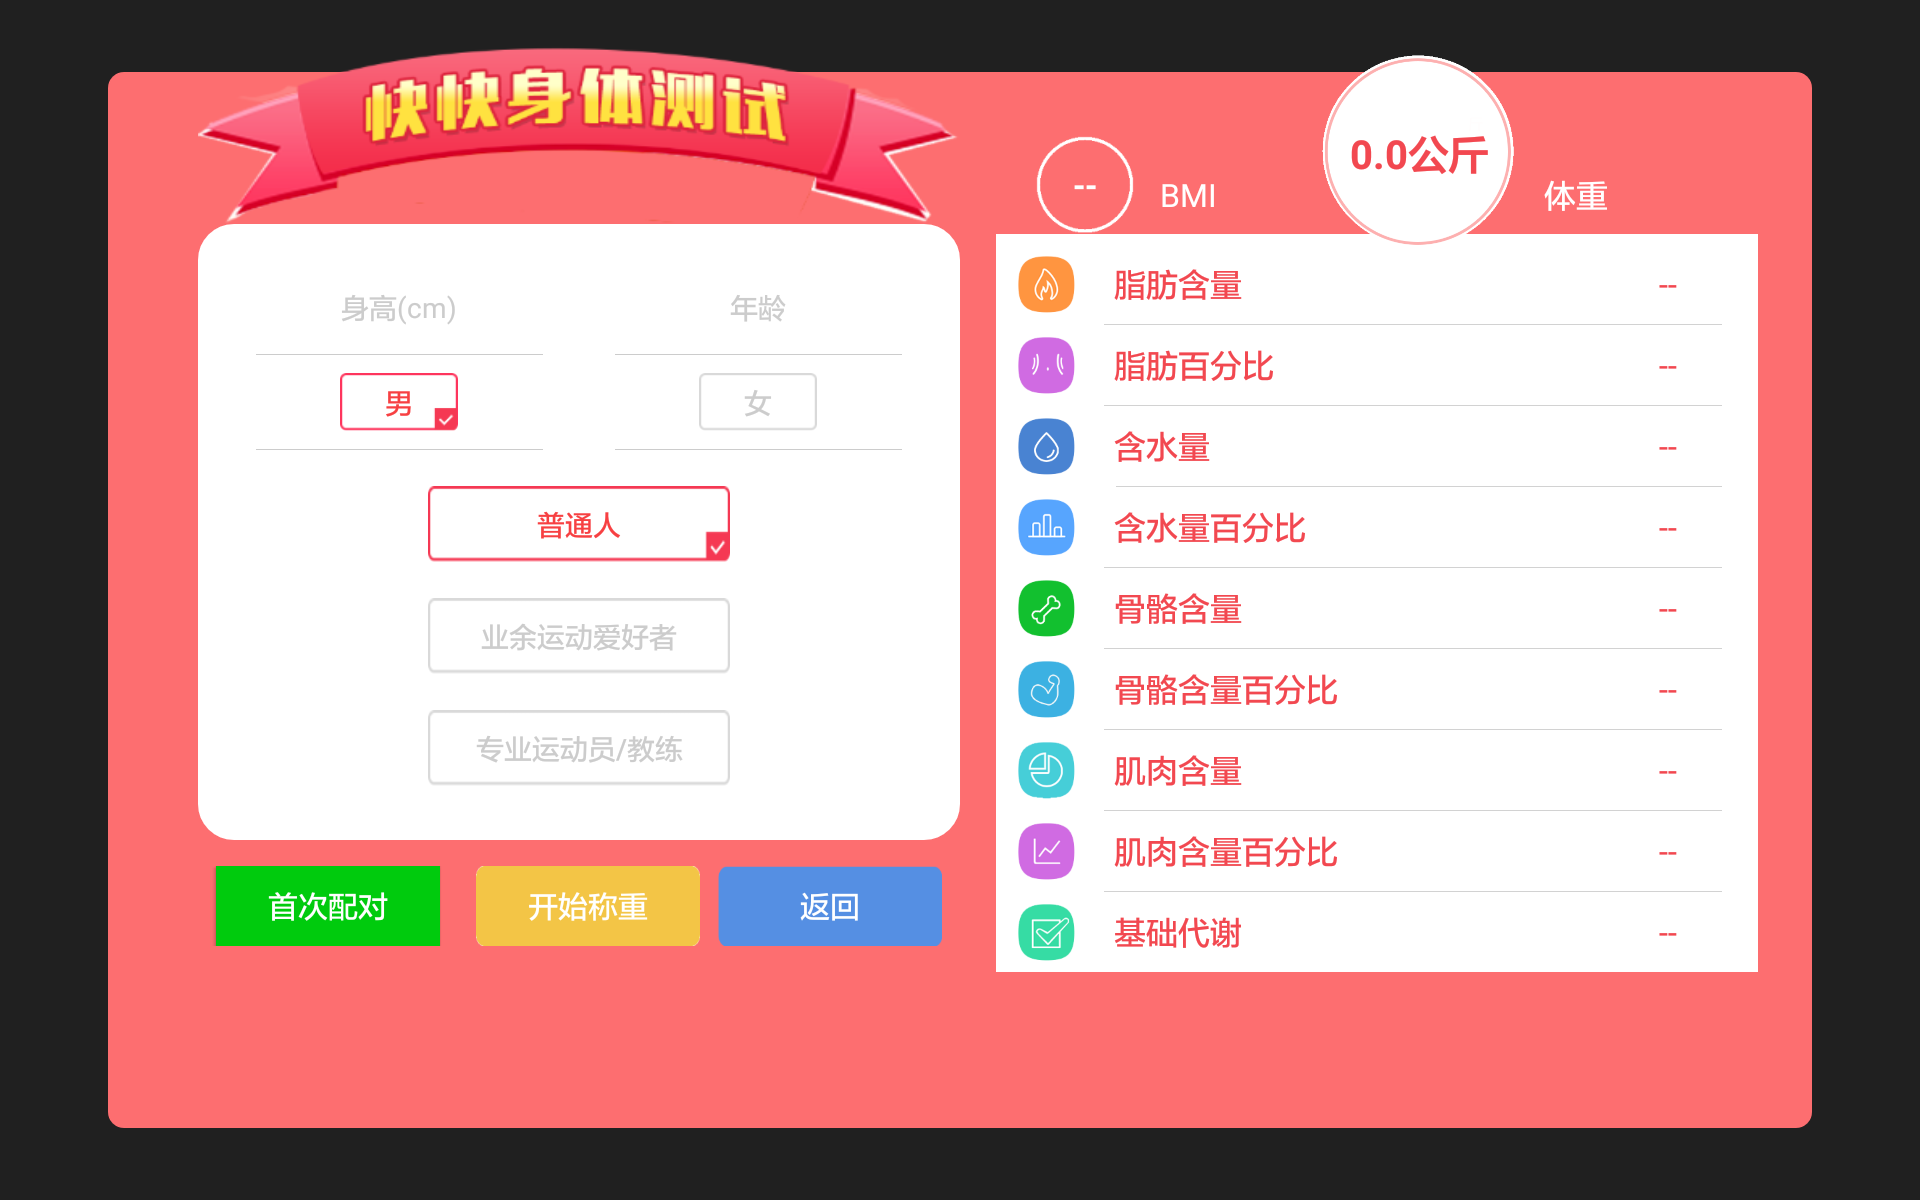 快快身体测试
身高(cm)
年龄
男
女
普通人
业余运动爱好者
专业运动员/教练
首次配对
开始称重
返回
--
BMI
0.0公斤
体重
脂肪含量
--
脂肪百分比
--
含水量
--
含水量百分比
--
骨骼含量
--
骨骼含量百分比
--
肌肉含量
--
肌肉含量百分比
--
基础代谢
--